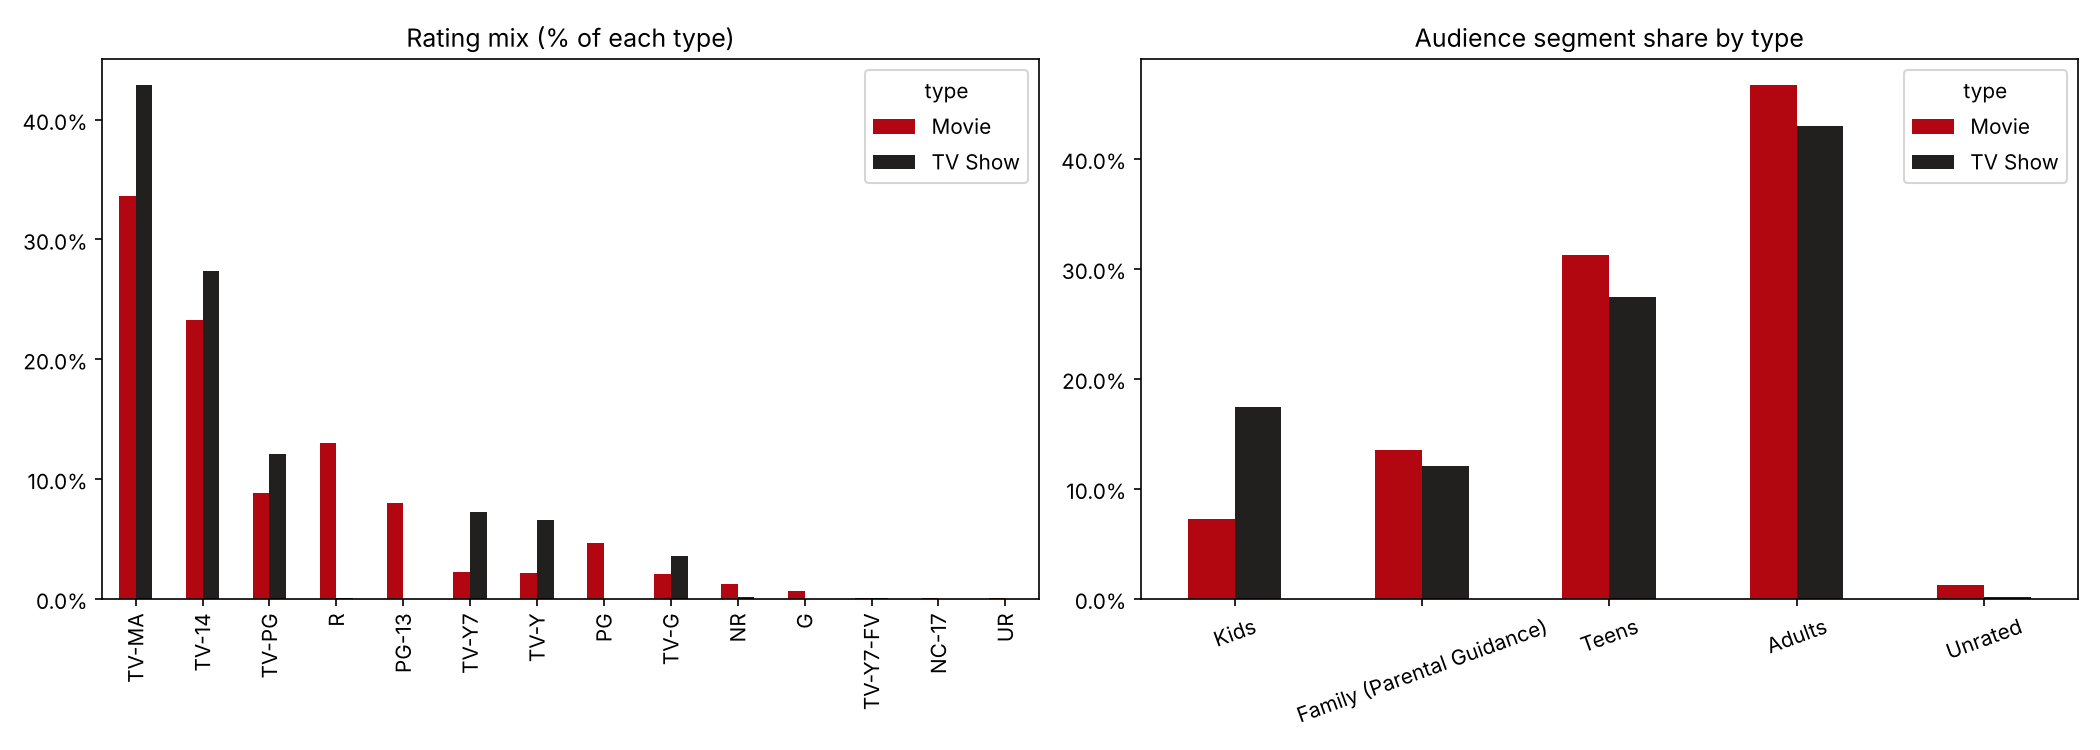 Rating mix (% of each type)
type
Movie
TV Show
40.0%
30.0%
20.0%
10.0%
0.0%
TV-MA
TV-14
TV-PG
R
PG-13
TV-Y7
TV-Y
PG
TV-G
NR
G
TV-Y7-FV
NC-17
UR
Audience segment share by type
type
Movie
TV Show
40.0%
30.0%
20.0%
10.0%
0.0%
Kids
Family (Parental Guidance)
Teens
Adults
Unrated